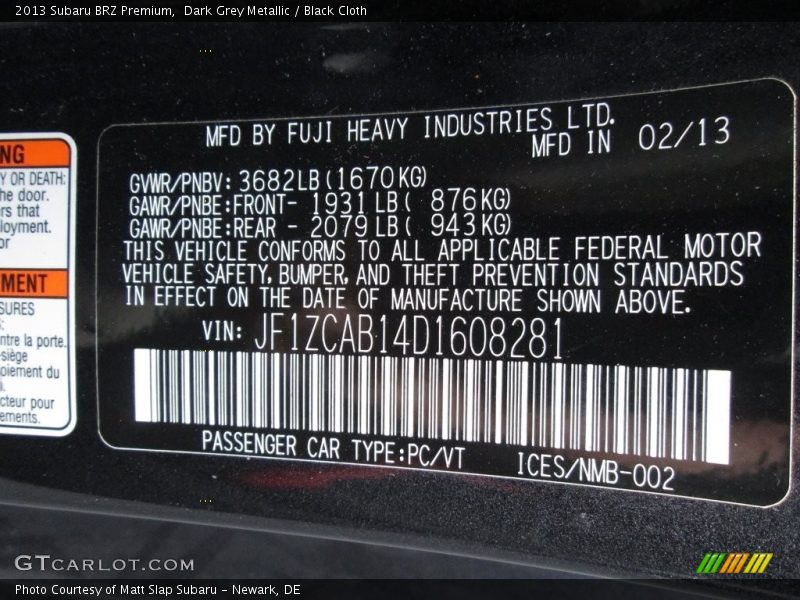 2013 Subaru BRZ Premium,  Dark Grey Metallic / Black Cloth
NG
Y OR DEATH:
he door.
rs that
loyment.
or
MENT
SURES
:
ntre la porte.
siège
oiement du
i.
cteur pour
ements.
MFD BY FUJI HEAVY INDUSTRIES LTD.
MFD IN 02/13
GVWR/PNBV: 3682LB(1670KG)
GAWR/PNBE:FRONT- 1931LB( 876KG)
GAWR/PNBE:REAR - 2079LB( 943KG)
THIS VEHICLE CONFORMS TO ALL APPLICABLE FEDERAL MOTOR
VEHICLE SAFETY, BUMPER, AND THEFT PREVENTION STANDARDS
IN EFFECT ON THE DATE OF MANUFACTURE SHOWN ABOVE.
VIN: JF1ZCAB14D1608281
PASSENGER CAR TYPE:PC/VT ICES/NMB-002
GTCARLOT.COM
Photo Courtesy of Matt Slap Subaru - Newark, DE